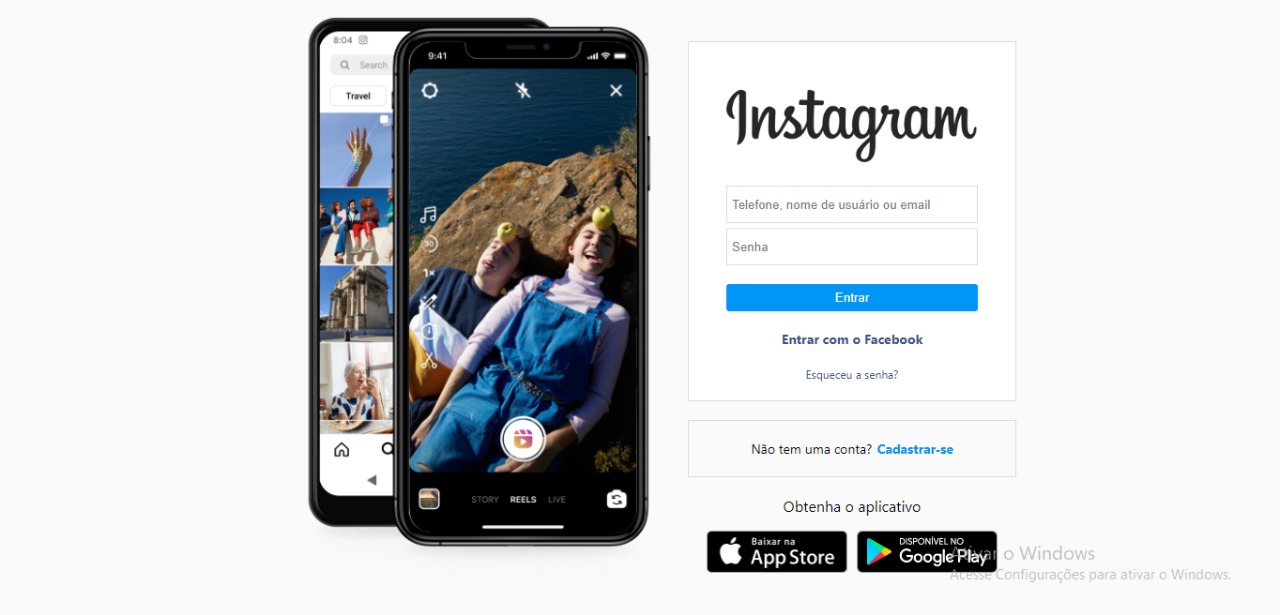 8:04
Search
Travel
9:41
30
1x
STORY REELS LIVE
Instagram
Telefone, nome de usuário ou email
Senha
Entrar
Entrar com o Facebook
Esqueceu a senha?
Não tem uma conta? Cadastrar-se
Obtenha o aplicativo
Baixar na
App Store
DISPONÍVEL NO
Google Play
Ativar o Windows
Acesse Configurações para ativar o Windows.